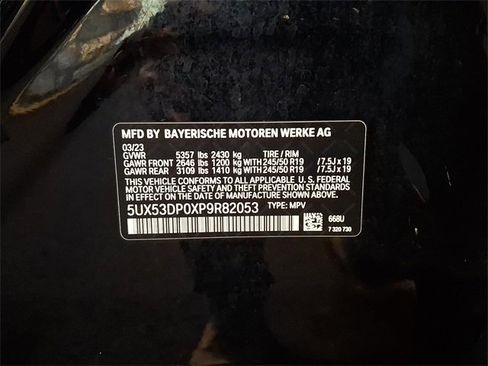 MFD BY BAYERISCHE MOTOREN WERKE AG
03/23
GVWR 5357 lbs 2430 kg TIRE / RIM
GAWR FRONT 2646 lbs 1200 kg WITH 245/50 R19 /7.5J x 19
GAWR REAR 3109 lbs 1410 kg WITH 245/50 R19 /7.5J x 19
THIS VEHICLE CONFORMS TO ALL APPLICABLE FEDERAL
MOTOR VEHICLE SAFETY AND BUMPER STANDARDS IN
EFFECT ON THE DATE OF MANUFACTURE SHOWN ABOVE.
5UX53DP0XP9R82053 TYPE: MPV
668U
7 320 730